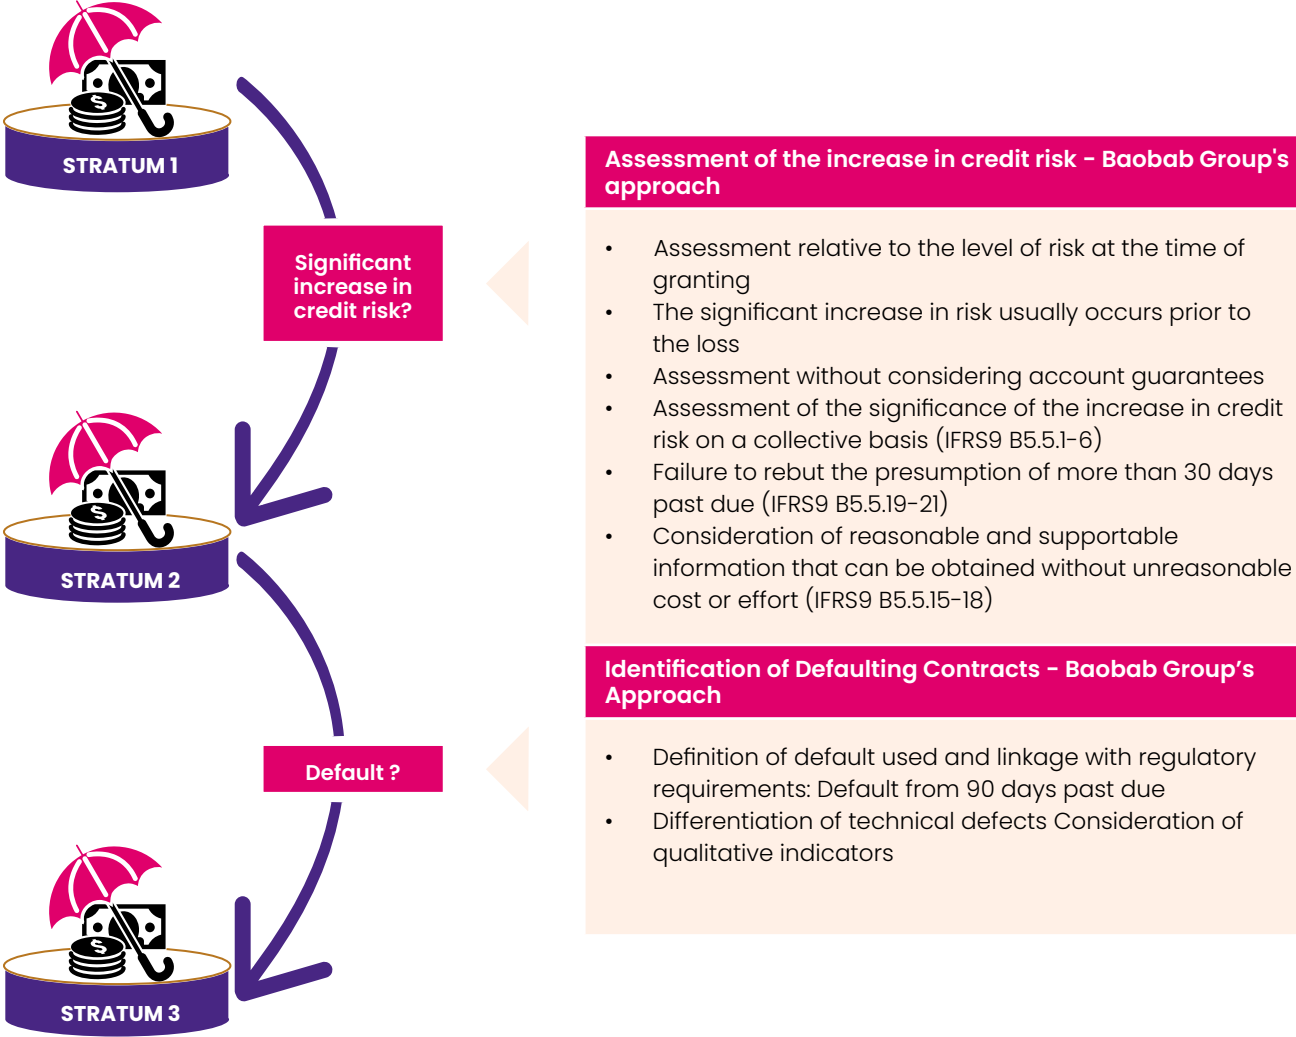 STRATUM 1
Significant
increase in
credit risk?
STRATUM 2
Default ?
STRATUM 3
Assessment of the increase in credit risk - Baobab Group's
approach
• Assessment relative to the level of risk at the time of
granting
• The significant increase in risk usually occurs prior to
the loss
• Assessment without considering account guarantees
• Assessment of the significance of the increase in credit
risk on a collective basis (IFRS9 B5.5.1-6)
• Failure to rebut the presumption of more than 30 days
past due (IFRS9 B5.5.19-21)
• Consideration of reasonable and supportable
information that can be obtained without unreasonable
cost or effort (IFRS9 B5.5.15-18)
Identification of Defaulting Contracts - Baobab Group’s
Approach
• Definition of default used and linkage with regulatory
requirements: Default from 90 days past due
• Differentiation of technical defects Consideration of
qualitative indicators